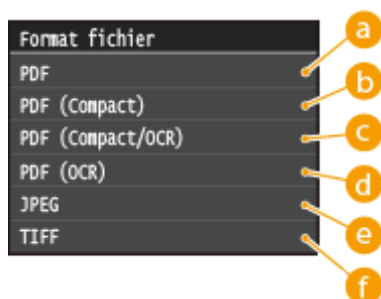 Format fichier
PDF
PDF (Compact)
PDF (Compact/OCR)
PDF (OCR)
JPEG
TIFF
a
b
c
d
e
f